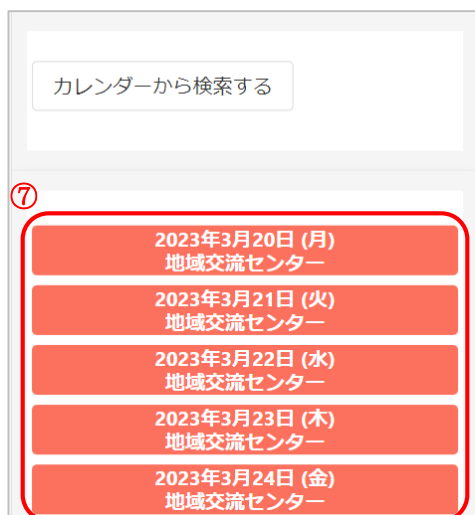 カレンダーから検索する
⑦
2023年3月20日 (月)
地域交流センター
2023年3月21日 (火)
地域交流センター
2023年3月22日 (水)
地域交流センター
2023年3月23日 (木)
地域交流センター
2023年3月24日 (金)
地域交流センター